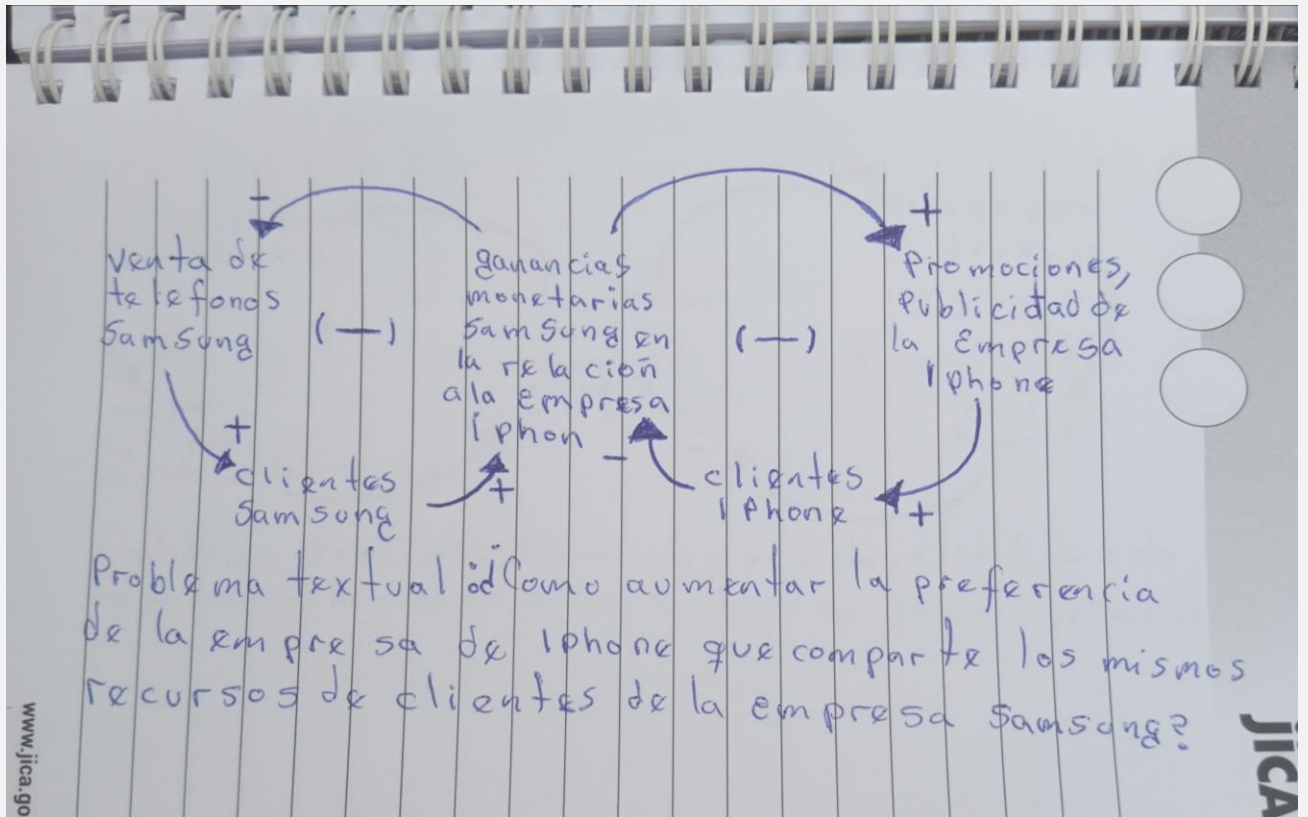 -
+
venta de
telefonos
Samsung
(—)
ganancias
monetarias
Samsung en
la relación
a la empresa
iphon
(—)
Promociones,
Publicidad de
la Empresa
Iphone
+
clientes
Samsung
+
-
clientes
IPhone
+
Problema textual: ¿Como aumentar la preferencia
de la empresa de Iphone que comparte los mismos
recursos de clientes de la empresa Samsung?
www.jica.go
jica